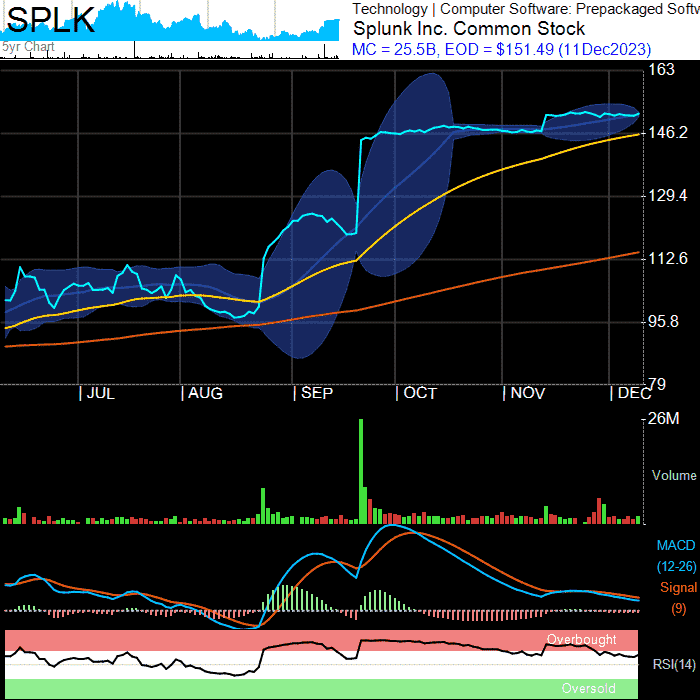 SPLK
5yr Chart
Technology | Computer Software: Prepackaged Softw
Splunk Inc. Common Stock
MC = 25.5B, EOD = $151.49 (11Dec2023)
163
146.2
129.4
112.6
95.8
79
| JUL | AUG | SEP | OCT | NOV | DEC
26M
Volume
MACD
(12-26)
Signal
(9)
Overbought
RSI(14)
Oversold